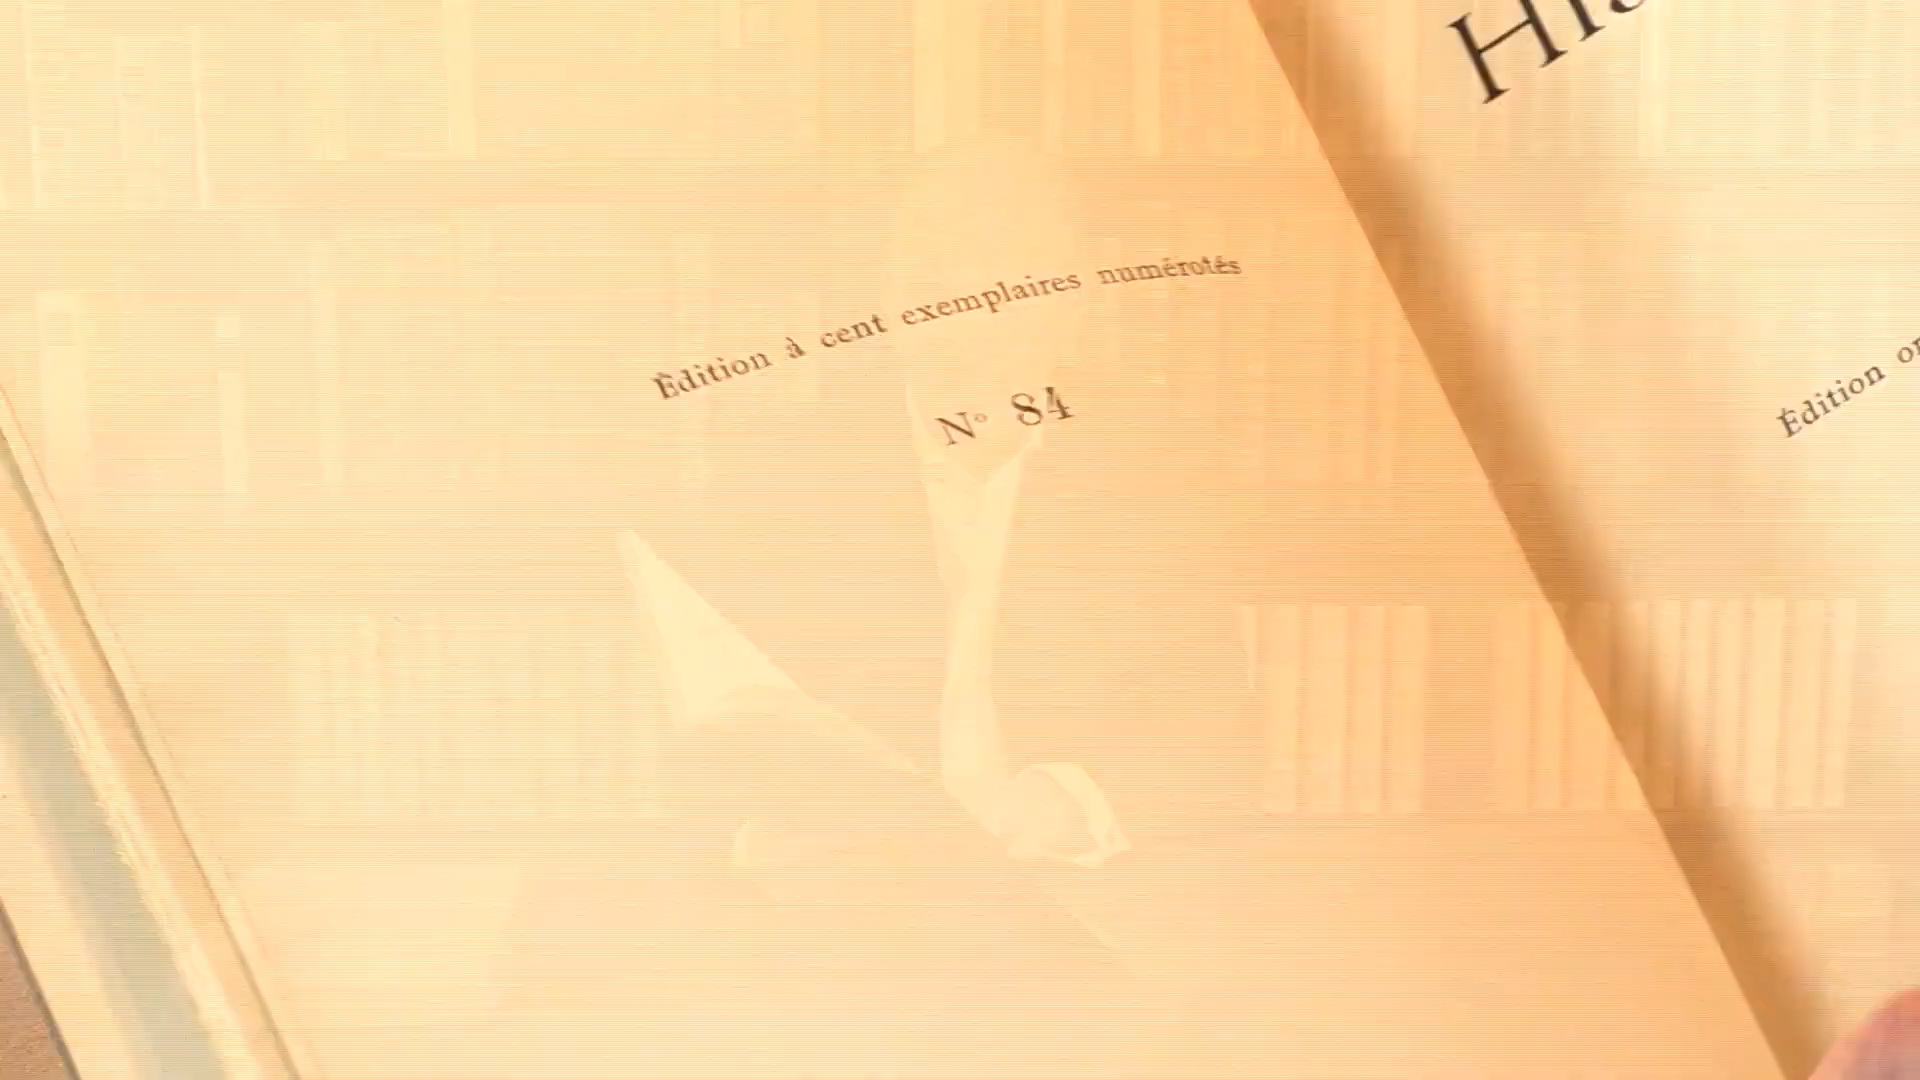 Édition à cent exemplaires numérotés
N° 84
Édition